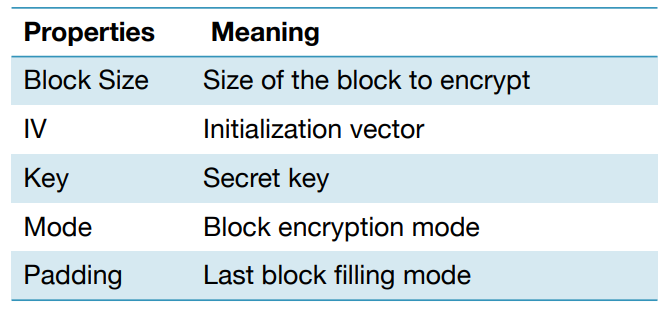 Properties Meaning
Block Size Size of the block to encrypt
IV Initialization vector
Key Secret key
Mode Block encryption mode
Padding Last block filling mode